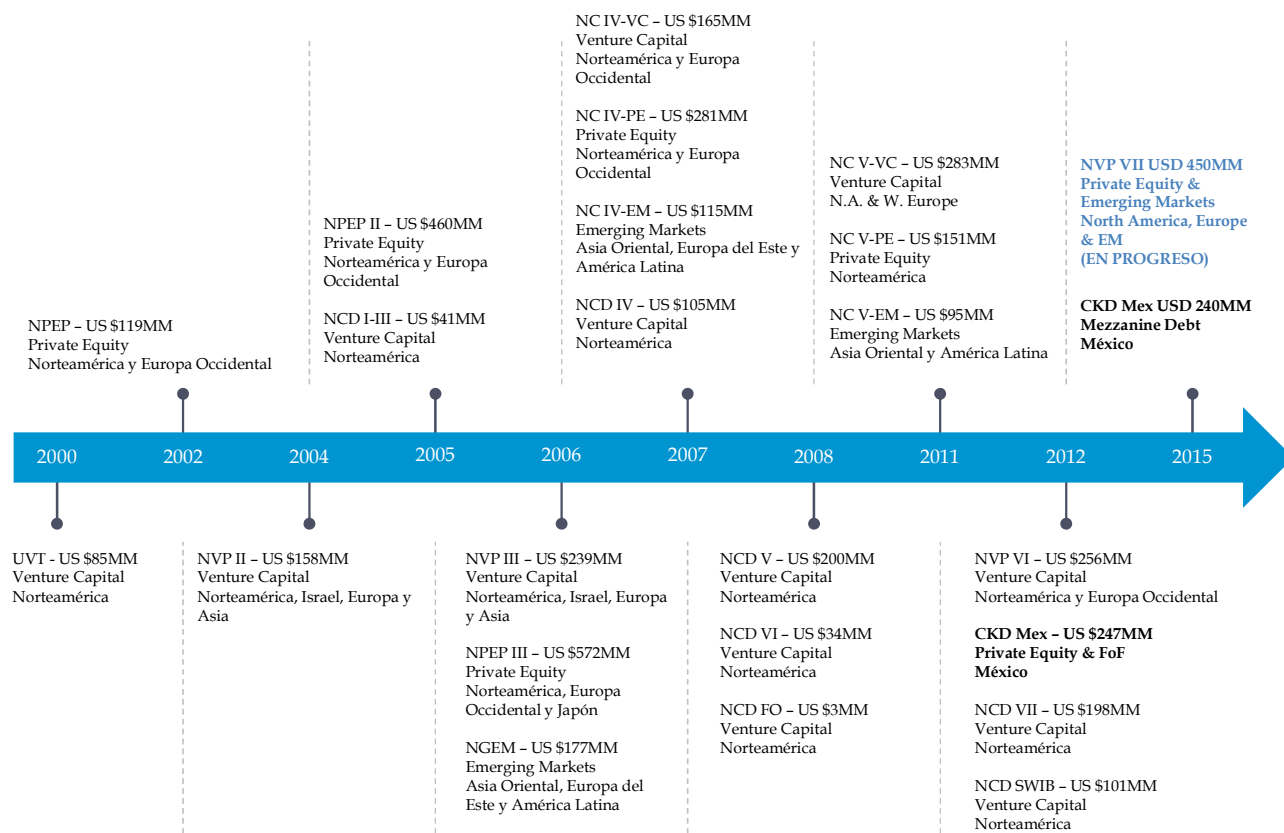 NPEP – US $119MM
Private Equity
Norteamérica y Europa Occidental
NPEP II – US $460MM
Private Equity
Norteamérica y Europa
Occidental
NCD I-III – US $41MM
Venture Capital
Norteamérica
NC IV-VC – US $165MM
Venture Capital
Norteamérica y Europa
Occidental
NC IV-PE – US $281MM
Private Equity
Norteamérica y Europa
Occidental
NC IV-EM – US $115MM
Emerging Markets
Asia Oriental, Europa del Este y
América Latina
NCD IV – US $105MM
Venture Capital
Norteamérica
NC V-VC – US $283MM
Venture Capital
N.A. & W. Europe
NC V-PE – US $151MM
Private Equity
Norteamérica
NC V-EM – US $95MM
Emerging Markets
Asia Oriental y América Latina
NVP VII USD 450MM
Private Equity &
Emerging Markets
North America, Europe
& EM
(EN PROGRESO)
CKD Mex USD 240MM
Mezzanine Debt
México
2000
2002
2004
2005
2006
2007
2008
2011
2012
2015
UVT - US $85MM
Venture Capital
Norteamérica
NVP II – US $158MM
Venture Capital
Norteamérica, Israel, Europa y
Asia
NVP III – US $239MM
Venture Capital
Norteamérica, Israel, Europa
y Asia
NPEP III – US $572MM
Private Equity
Norteamérica, Europa
Occidental y Japón
NGEM – US $177MM
Emerging Markets
Asia Oriental, Europa del
Este y América Latina
NCD V – US $200MM
Venture Capital
Norteamérica
NCD VI – US $34MM
Venture Capital
Norteamérica
NCD FO – US $3MM
Venture Capital
Norteamérica
NVP VI – US $256MM
Venture Capital
Norteamérica y Europa Occidental
CKD Mex – US $247MM
Private Equity & FoF
México
NCD VII – US $198MM
Venture Capital
Norteamérica
NCD SWIB – US $101MM
Venture Capital
Norteamérica